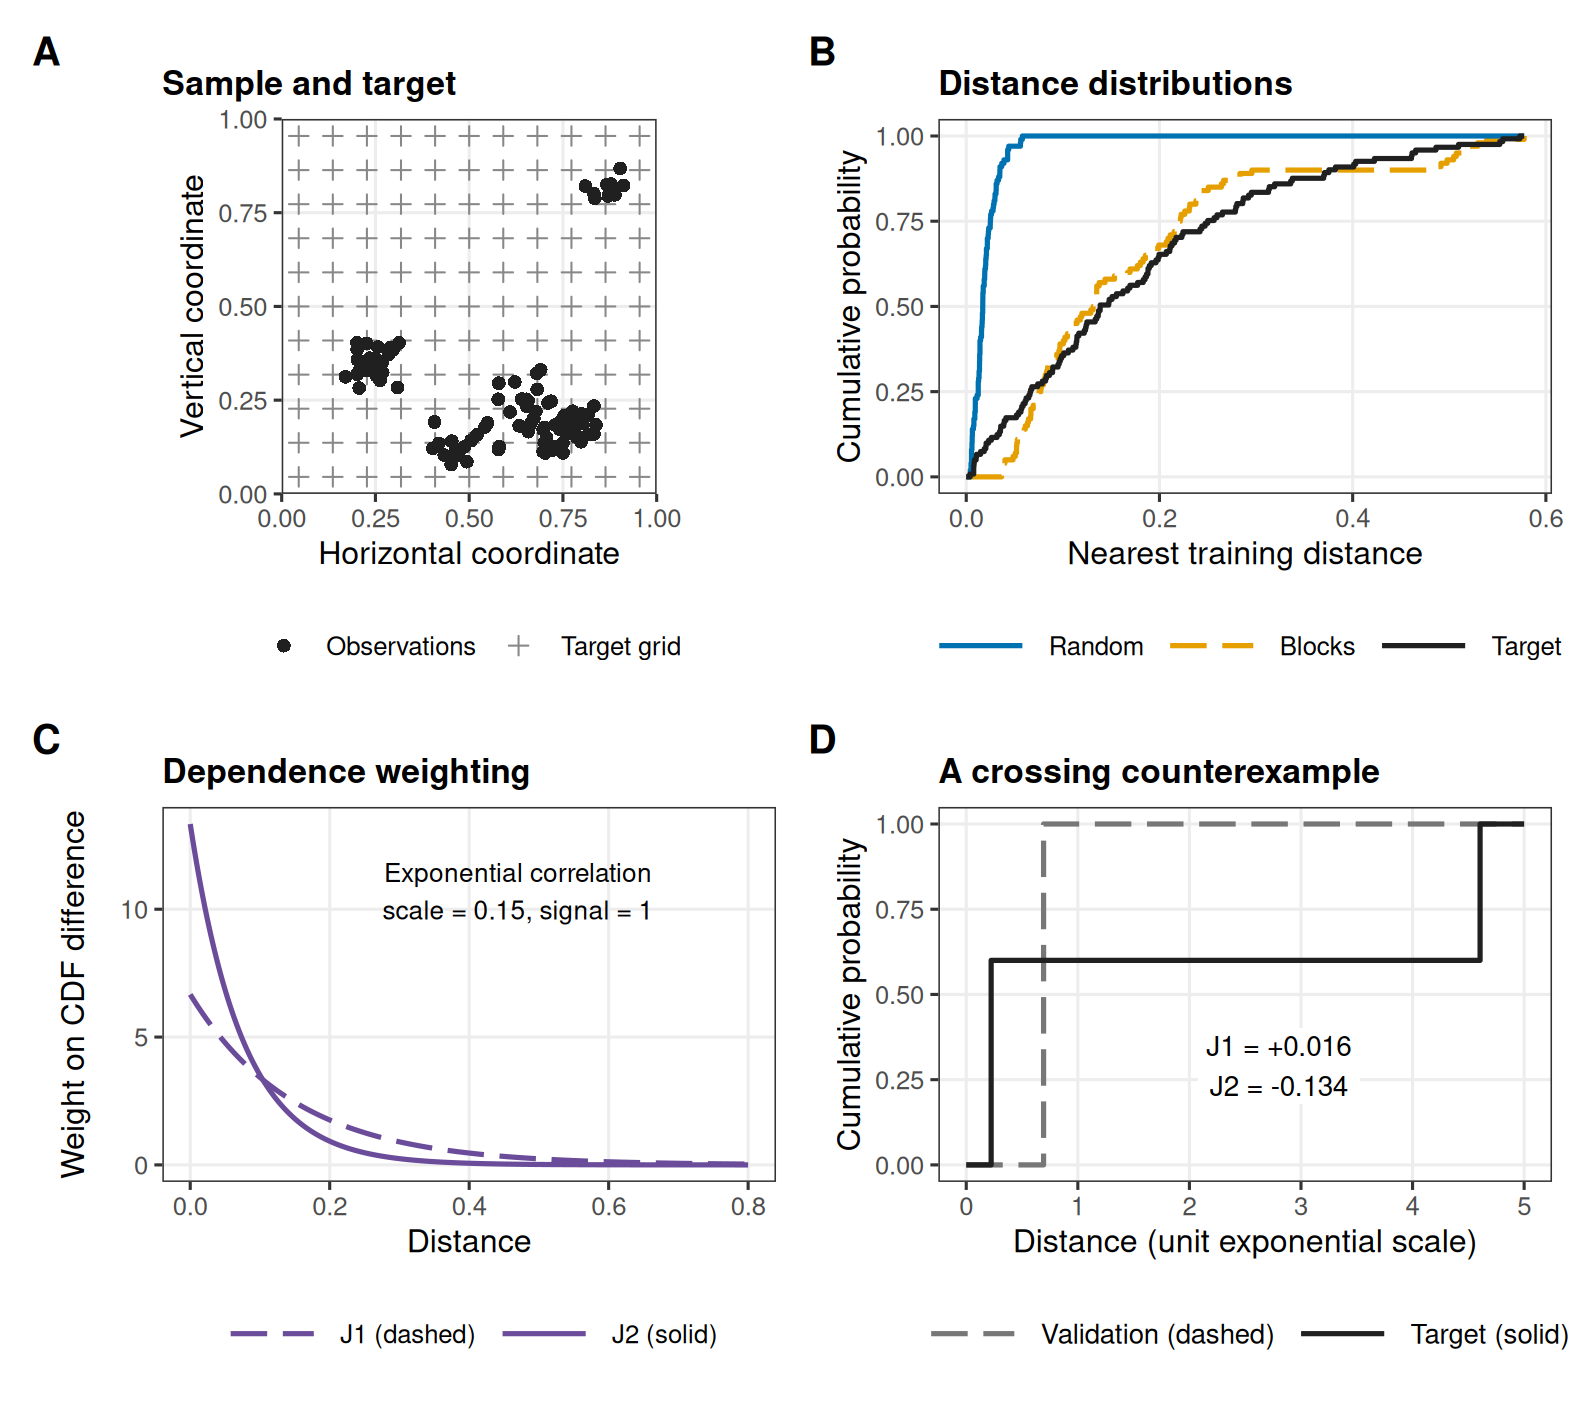 A
Sample and target
1.00
0.75
0.50
0.25
0.00
Vertical coordinate
0.00 0.25 0.50 0.75 1.00
Horizontal coordinate
Observations Target grid
B
Distance distributions
1.00
0.75
0.50
0.25
0.00
Cumulative probability
0.0 0.2 0.4 0.6
Nearest training distance
Random Blocks Target
C
Dependence weighting
Exponential correlation
scale = 0.15, signal = 1
10
5
0
Weight on CDF difference
0.0 0.2 0.4 0.6 0.8
Distance
J1 (dashed) J2 (solid)
D
A crossing counterexample
1.00
0.75
0.50
0.25
0.00
Cumulative probability
J1 = +0.016
J2 = -0.134
0 1 2 3 4 5
Distance (unit exponential scale)
Validation (dashed) Target (solid)